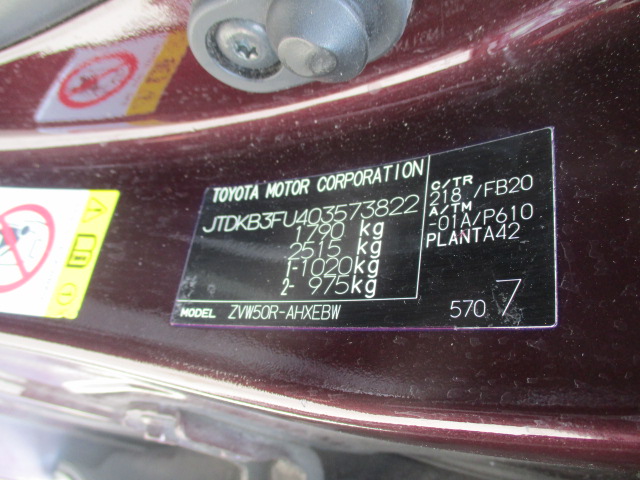 TOYOTA MOTOR CORPORATION
JTDKB3FU403573822
1790 kg
2515 kg
1-1020kg
2- 975kg
MODEL ZVW50R-AHXEBW
C/TR
218 /FB20
A/TM
-01A/P610
PLANTA42
570 7